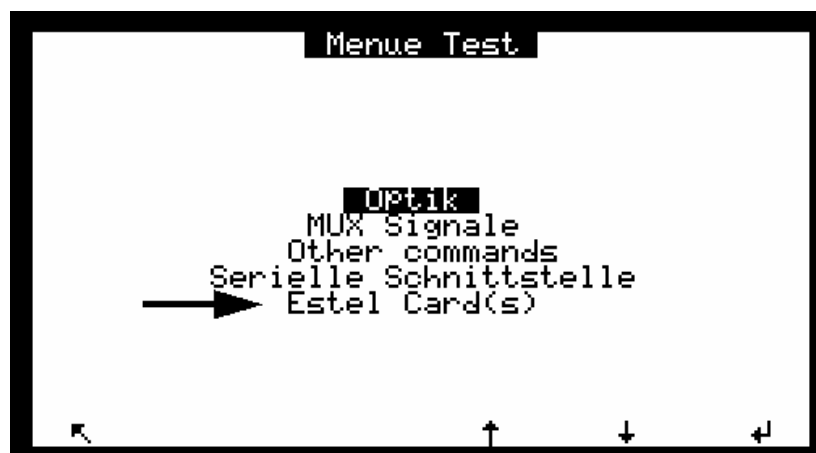 Menue Test
Optik
MUX Signale
Other commands
Serielle Schnittstelle
Estel Card(s)